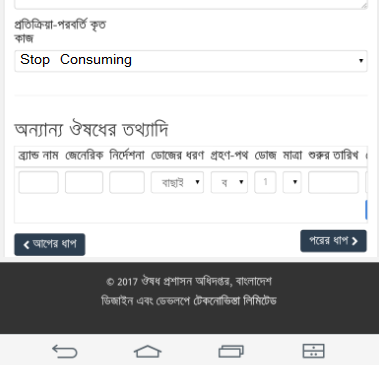 প্রতিক্রিয়া-পরবর্তি কৃত
কাজ
Stop Consuming
অন্যান্য ঔষধের তথ্যাদি
ব্র্যান্ড নাম জেনেরিক নির্দেশনা ডোজের ধরণ গ্রহণ-পথ ডোজ মাত্রা শুরুর তারিখ
বাছাই ব 1
আগের ধাপ
পরের ধাপ
© 2017 ঔষধ প্রশাসন অধিদপ্তর, বাংলাদেশ
ডিজাইন এবং ডেভলপে টেকনোভিস্তা লিমিটেড